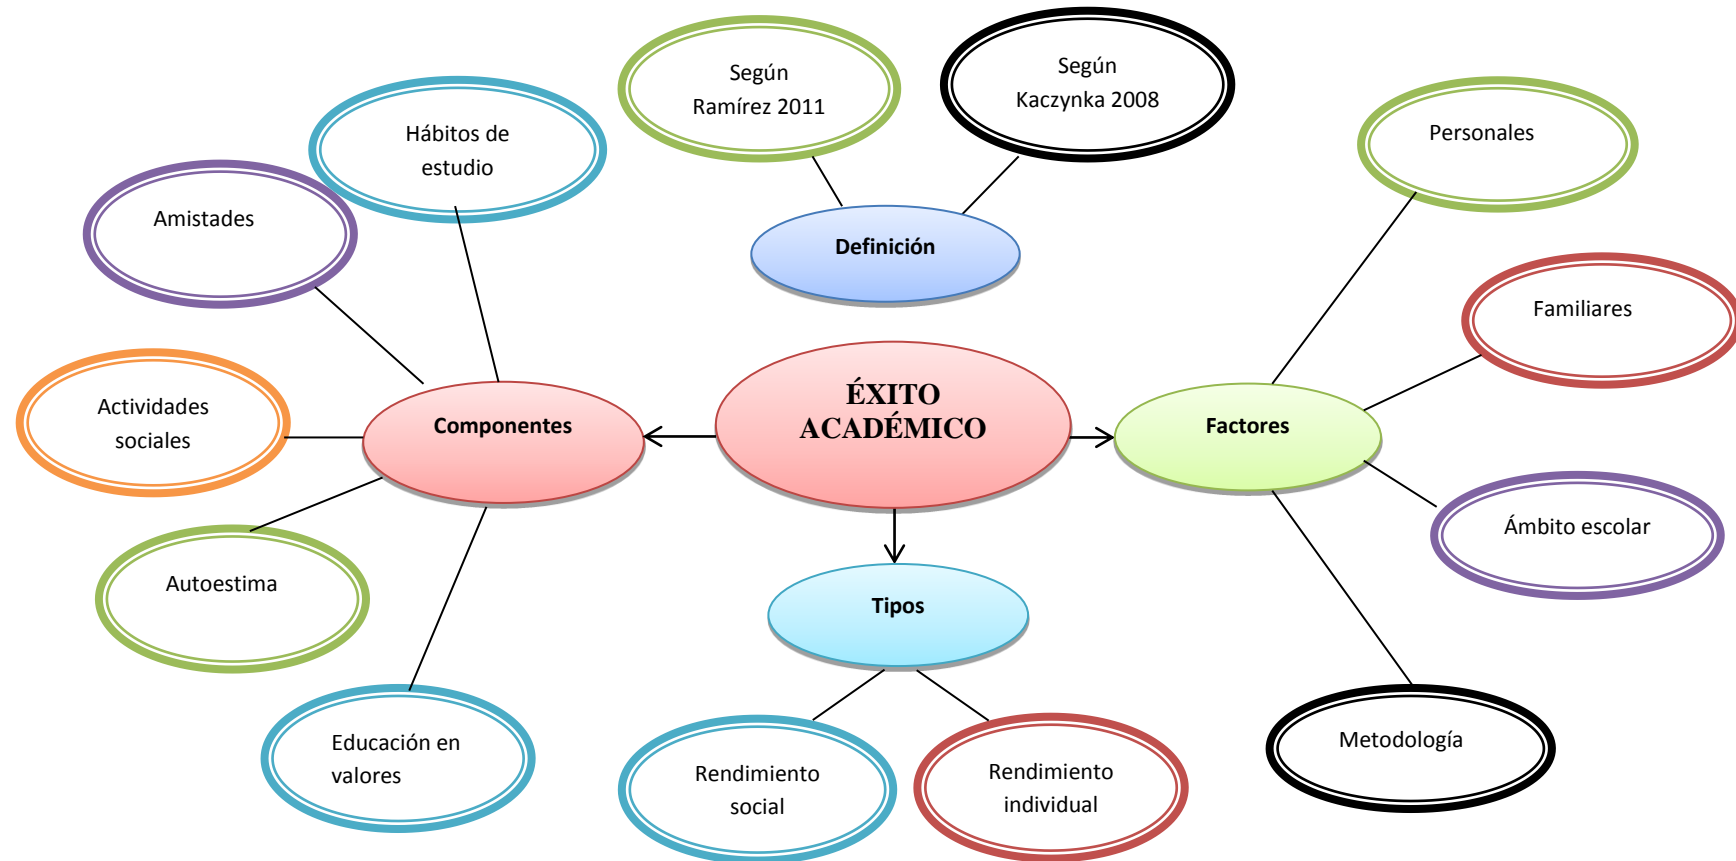 Según
Ramírez 2011
Según
Kaczynka 2008
Hábitos de
estudio
Personales
Amistades
Definición
Familiares
Actividades
sociales
Componentes
ÉXITO
ACADÉMICO
Factores
Autoestima
Tipos
Ámbito escolar
Educación en
valores
Rendimiento
social
Rendimiento
individual
Metodología